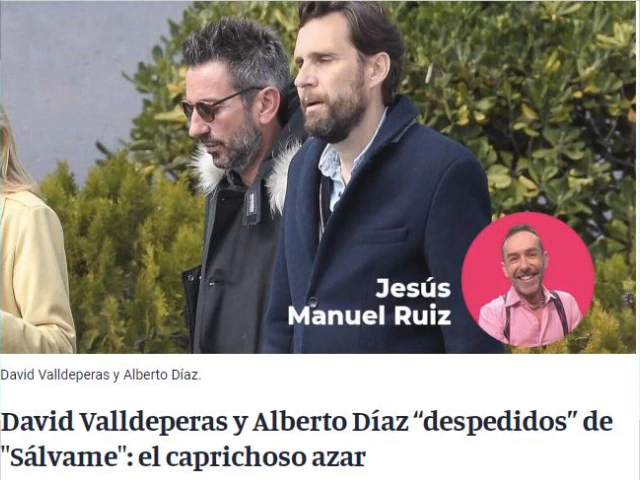 Jesús
Manuel Ruiz
David Valldeperas y Alberto Díaz.
David Valldeperas y Alberto Díaz “despedidos” de
"Sálvame": el caprichoso azar